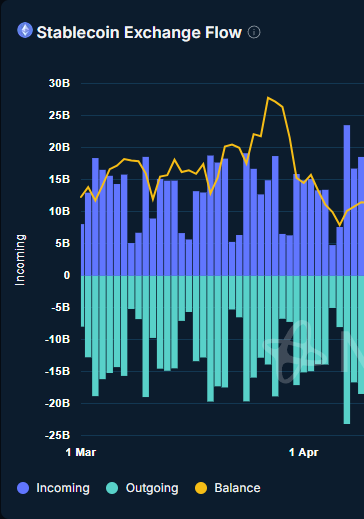 Stablecoin Exchange Flow
30B
25B
20B
15B
10B
5B
0
-5B
-10B
-15B
-20B
-25B
Incoming
1 Mar 1 Apr
Incoming Outgoing Balance